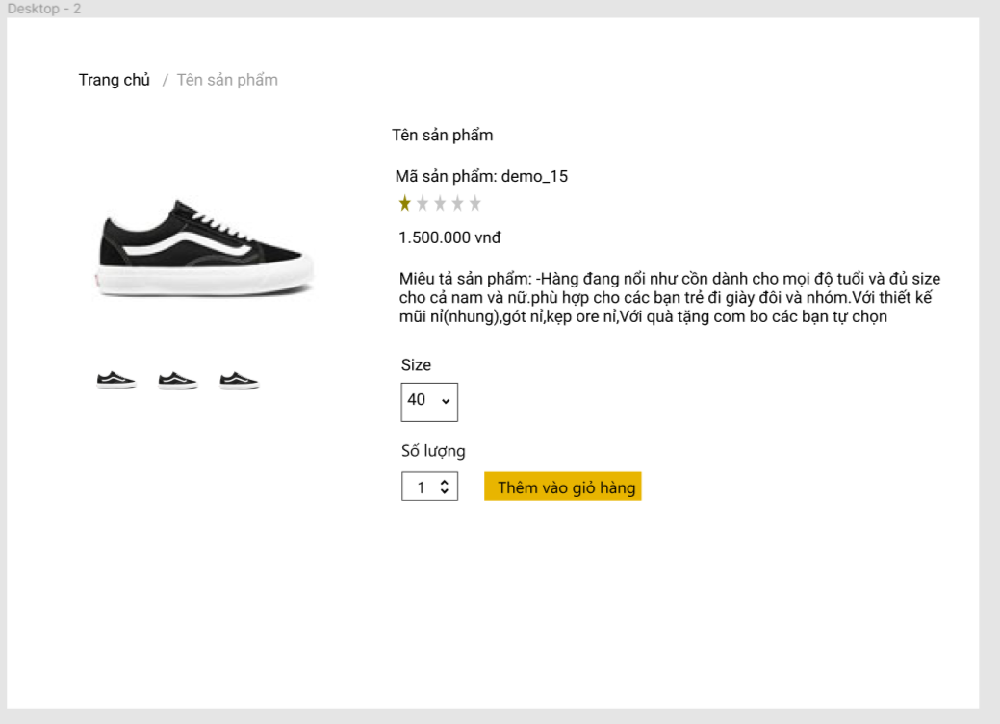 Desktop - 2
Trang chủ / Tên sản phẩm
Tên sản phẩm
Mã sản phẩm: demo_15
1.500.000 vnđ
Miêu tả sản phẩm: -Hàng đang nổi như cồn dành cho mọi độ tuổi và đủ size
cho cả nam và nữ.phù hợp cho các bạn trẻ đi giày đôi và nhóm.Với thiết kế
mũi nỉ(nhung),gót nỉ,kẹp ore nỉ,Với quà tặng com bo các bạn tự chọn
Size
40
Số lượng
1 Thêm vào giỏ hàng